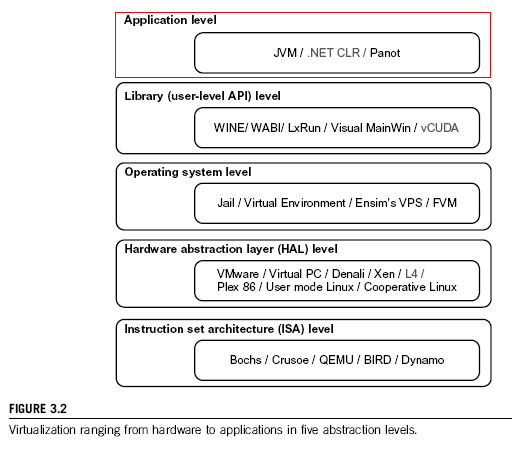 Application level
JVM / .NET CLR / Panot
Library (user-level API) level
WINE/ WABI/ LxRun / Visual MainWin / vCUDA
Operating system level
Jail / Virtual Environment / Ensim's VPS / FVM
Hardware abstraction layer (HAL) level
VMware / Virtual PC / Denali / Xen / L4 /
Plex 86 / User mode Linux / Cooperative Linux
Instruction set architecture (ISA) level
Bochs / Crusoe / QEMU / BIRD / Dynamo
FIGURE 3.2
Virtualization ranging from hardware to applications in five abstraction levels.